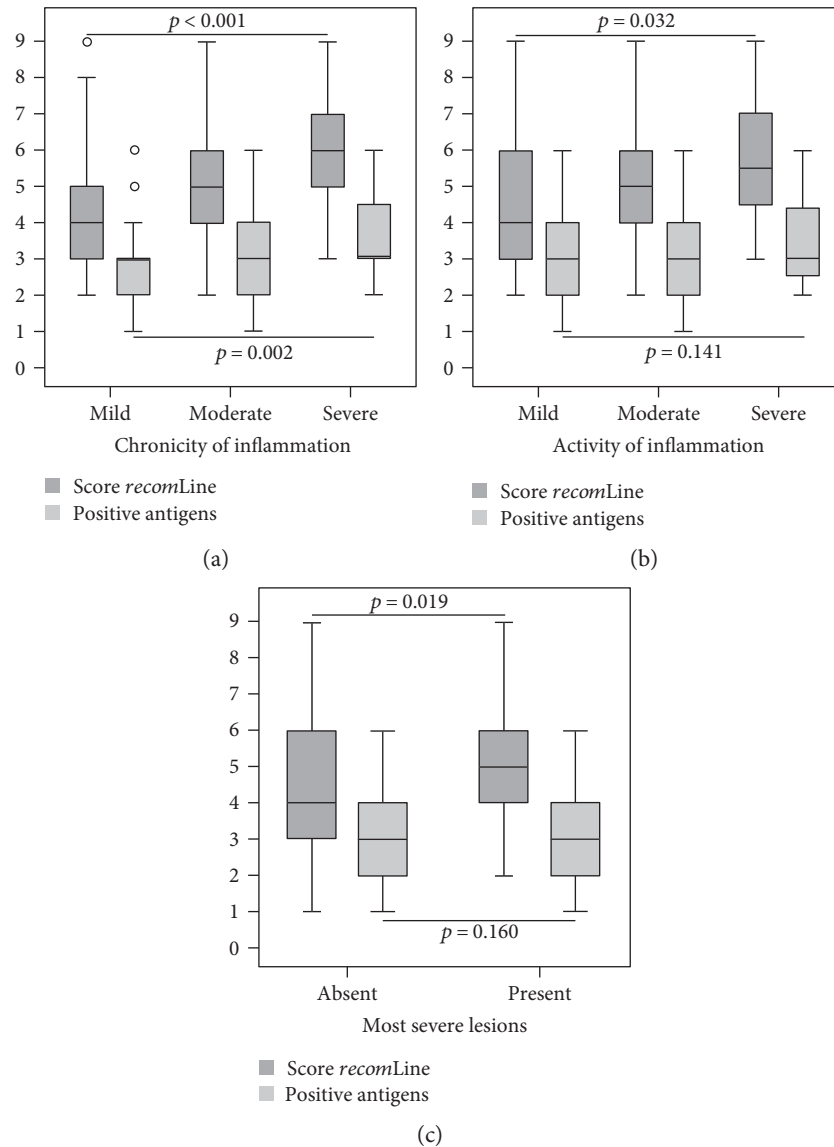 p < 0.001
9
8
7
6
5
4
3
2
1
0
p = 0.002
Mild Moderate Severe
Chronicity of inflammation
Score recomLine
Positive antigens
(a)
p = 0.032
9
8
7
6
5
4
3
2
1
0
p = 0.141
Mild Moderate Severe
Activity of inflammation
Score recomLine
Positive antigens
(b)
p = 0.019
9
8
7
6
5
4
3
2
1
0
p = 0.160
Absent Present
Most severe lesions
Score recomLine
Positive antigens
(c)